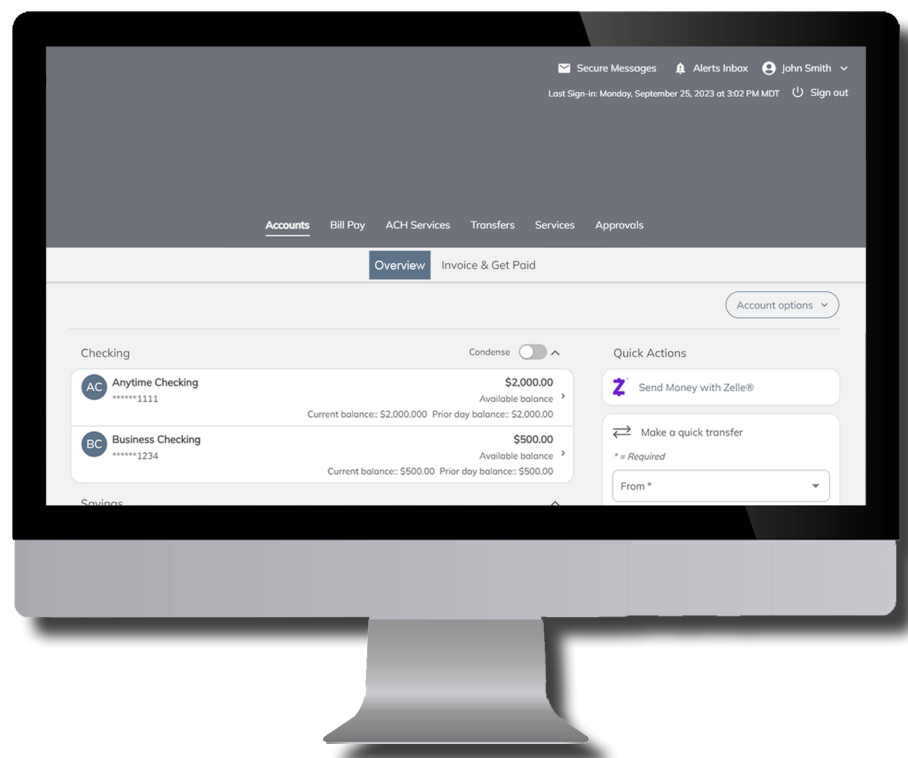 Secure Messages Alerts Inbox John Smith
Last Sign-in: Monday, September 25, 2023 at 3:02 PM MDT Sign out
Accounts Bill Pay ACH Services Transfers Services Approvals
Overview Invoice & Get Paid
Account options
Checking Condense
AC Anytime Checking $2,000.00
******1111 Available balance
Current balance:: $2,000,000 Prior day balance:: $2,000.00
BC Business Checking $500.00
******1234 Available balance
Current balance:: $500.00 Prior day balance:: $500.00
Savings
Quick Actions
Send Money with Zelle®
Make a quick transfer
* = Required
From *